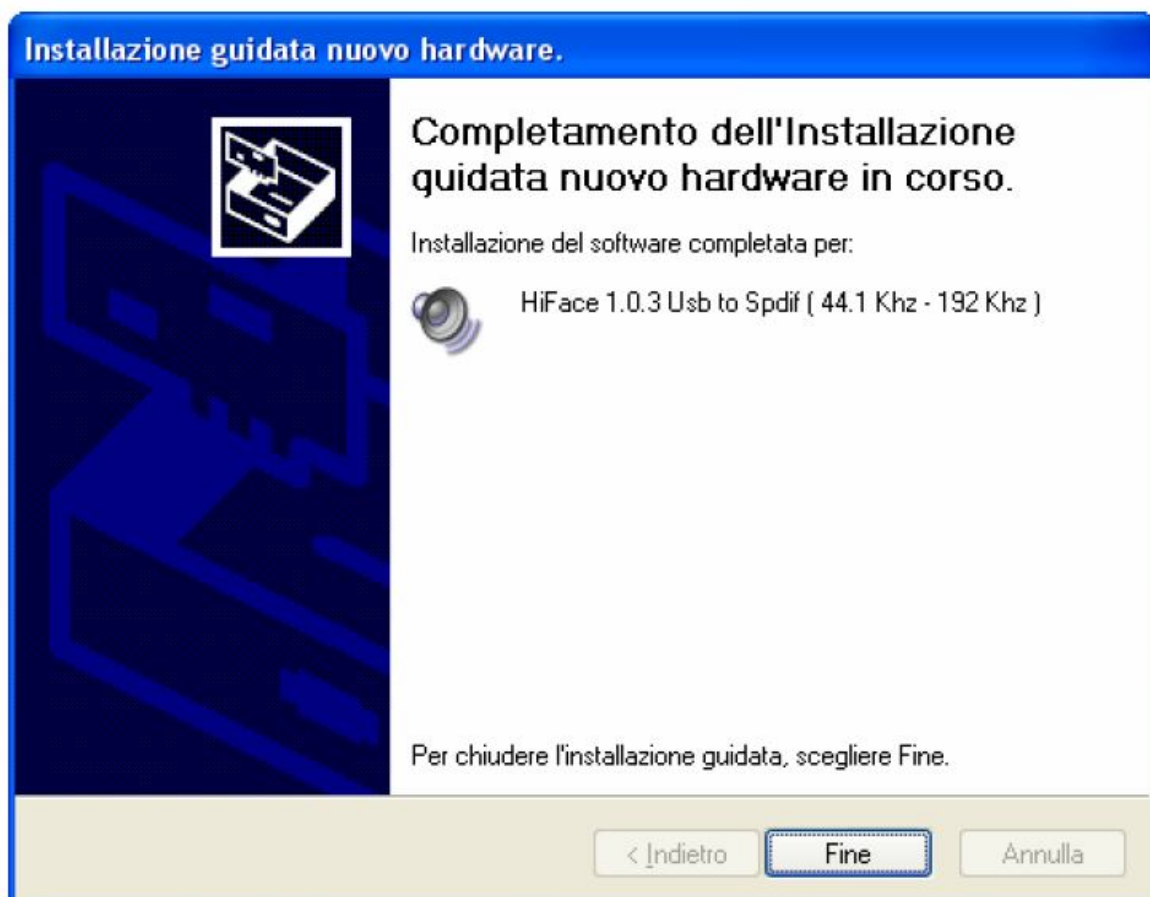 Installazione guidata nuovo hardware.
Completamento dell'Installazione
guidata nuovo hardware in corso.
Installazione del software completata per:
HiFace 1.0.3 Usb to Spdif ( 44.1 Khz - 192 Khz )
Per chiudere l'installazione guidata, scegliere Fine.
< Indietro
Fine
Annulla